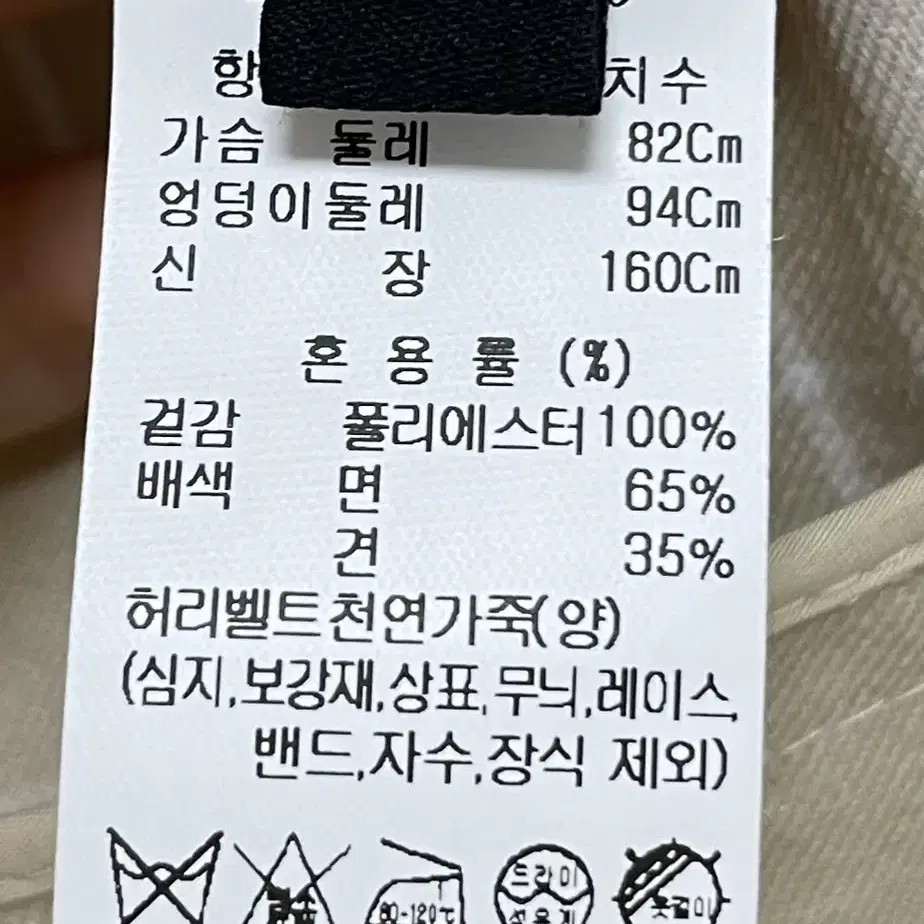 항 치수
가슴 둘레 82Cm
엉덩이둘레 94Cm
신 장 160Cm
혼 용 률 (%)
겉감 폴리에스터 100%
배색 면 65%
견 35%
허리벨트천연가죽(양)
(심지,보강재,상표,무늬,레이스,
밴드,자수,장식 제외)
80-120℃
드라이
옷걸이